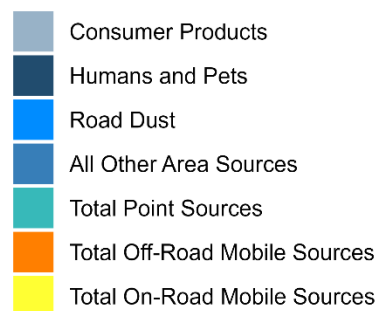 Consumer Products
Humans and Pets
Road Dust
All Other Area Sources
Total Point Sources
Total Off-Road Mobile Sources
Total On-Road Mobile Sources